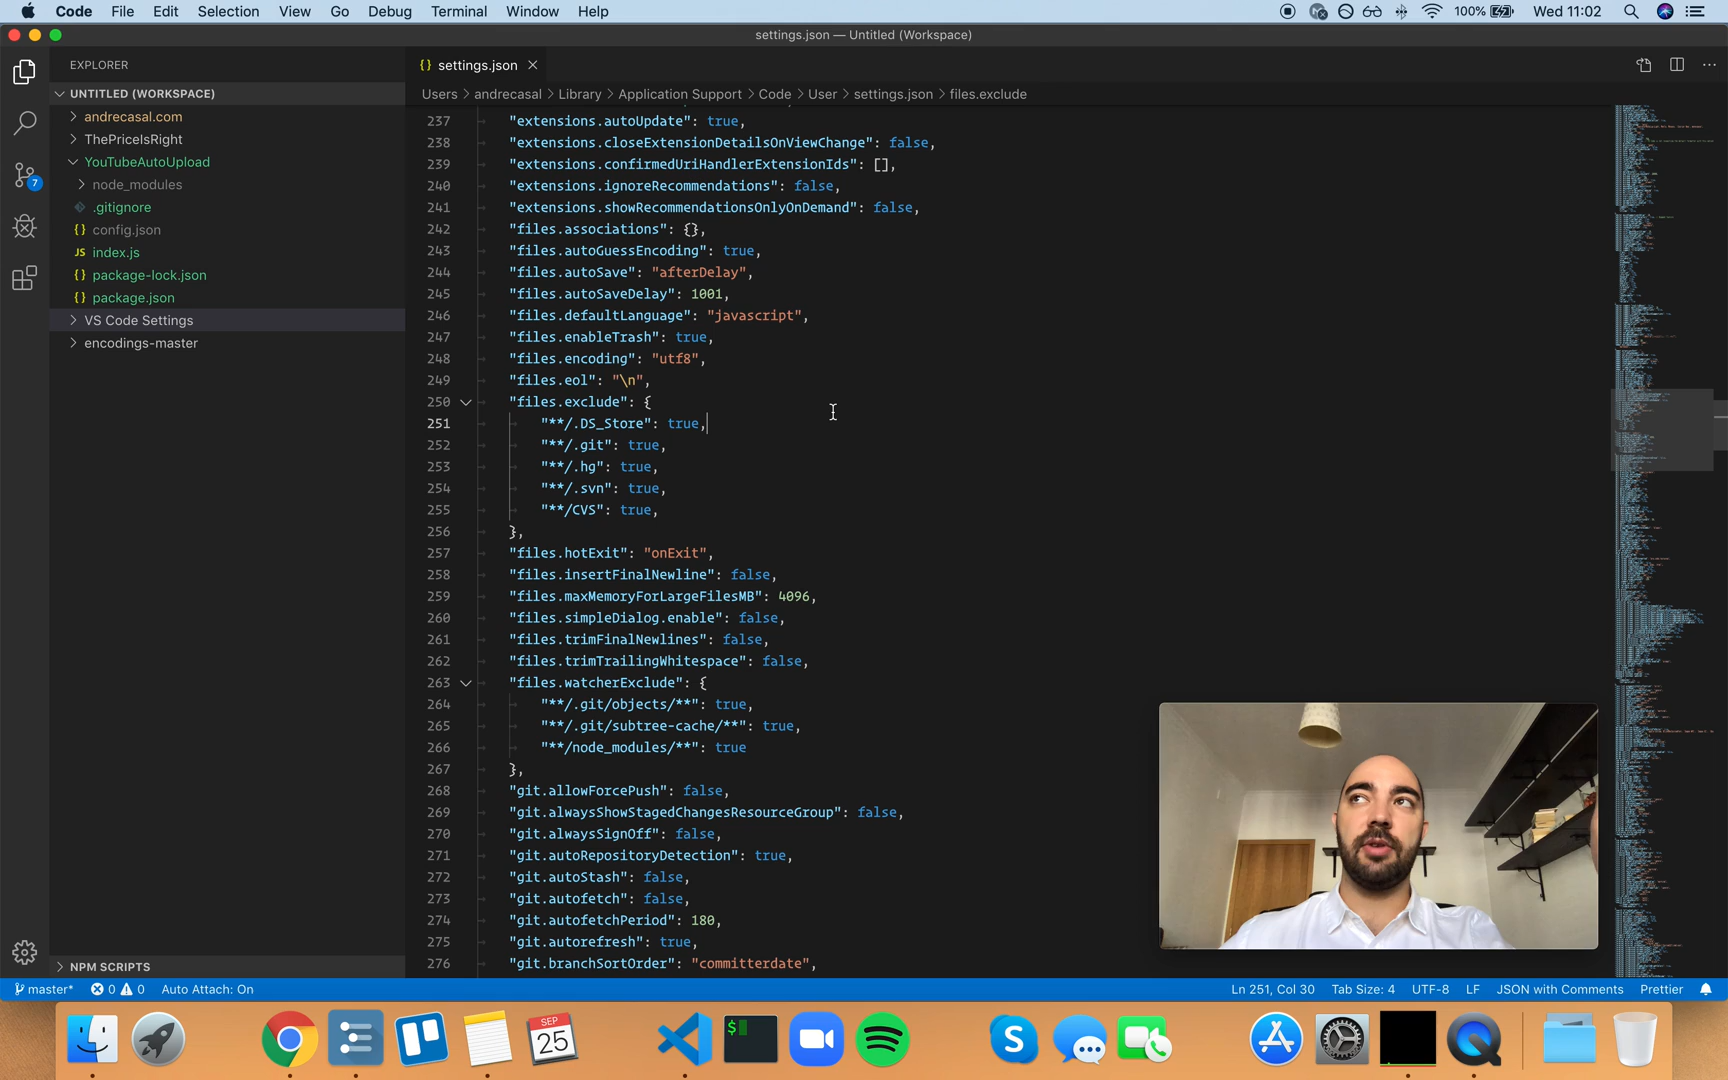 Code File Edit Selection View Go Debug Terminal Window Help 100% Wed 11:02
settings.json — Untitled (Workspace)
EXPLORER
UNTITLED (WORKSPACE)
andrecasal.com
ThePriceIsRight
YouTubeAutoUpload
node_modules
.gitignore
{} config.json
JS index.js
{} package-lock.json
{} package.json
VS Code Settings
encodings-master
NPM SCRIPTS
7
{} settings.json
Users > andrecasal > Library > Application Support > Code > User > settings.json > files.exclude
237 "extensions.autoUpdate": true,
238 "extensions.closeExtensionDetailsOnViewChange": false,
239 "extensions.confirmedUriHandlerExtensionIds": [],
240 "extensions.ignoreRecommendations": false,
241 "extensions.showRecommendationsOnlyOnDemand": false,
242 "files.associations": {},
243 "files.autoGuessEncoding": true,
244 "files.autoSave": "afterDelay",
245 "files.autoSaveDelay": 1001,
246 "files.defaultLanguage": "javascript",
247 "files.enableTrash": true,
248 "files.encoding": "utf8",
249 "files.eol": "\n",
250 "files.exclude": {
251 "**/.DS_Store": true,
252 "**/.git": true,
253 "**/.hg": true,
254 "**/.svn": true,
255 "**/CVS": true,
256 },
257 "files.hotExit": "onExit",
258 "files.insertFinalNewline": false,
259 "files.maxMemoryForLargeFilesMB": 4096,
260 "files.simpleDialog.enable": false,
261 "files.trimFinalNewlines": false,
262 "files.trimTrailingWhitespace": false,
263 "files.watcherExclude": {
264 "**/.git/objects/**": true,
265 "**/.git/subtree-cache/**": true,
266 "**/node_modules/**": true
267 },
268 "git.allowForcePush": false,
269 "git.alwaysShowStagedChangesResourceGroup": false,
270 "git.alwaysSignOff": false,
271 "git.autoRepositoryDetection": true,
272 "git.autoStash": false,
273 "git.autofetch": false,
274 "git.autofetchPeriod": 180,
275 "git.autorefresh": true,
276 "git.branchSortOrder": "committerdate",
master* 0 0 Auto Attach: On Ln 251, Col 30 Tab Size: 4 UTF-8 LF JSON with Comments Prettier
SEP
25
$